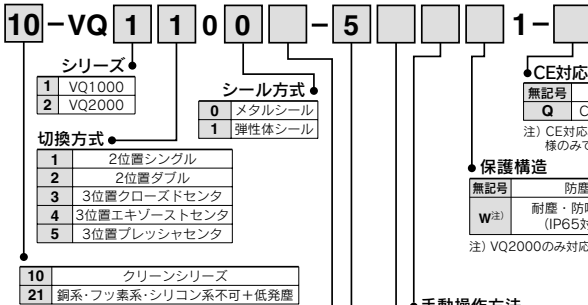 10-VQ 1 1 0 0 - 5 1-
シリーズ
1 VQ1000
2 VQ2000
シール方式
0 メタルシール
1 弾性体シール
切換方式
1 2位置シングル
2 2位置ダブル
3 3位置クローズドセンタ
4 3位置エキゾーストセンタ
5 3位置プレッシャセンタ
10 クリーンシリーズ
21 銅系・フッ素系・シリコン系不可+低発塵
CE対応
無記号
Q C
注) CE対応
様のみで
保護構造
無記号 防塵
W注) 耐塵・防
(IP65対
注) VQ2000のみ対応
手動操作方法